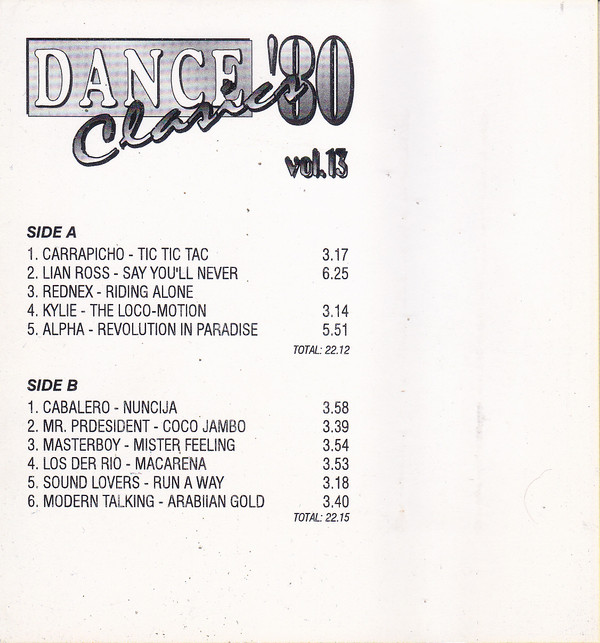 DANCE '80
Clasics
vol.13
SIDE A
1. CARRAPICHO - TIC TIC TAC 3.17
2. LIAN ROSS - SAY YOU'LL NEVER 6.25
3. REDNEX - RIDING ALONE
4. KYLIE - THE LOCO-MOTION 3.14
5. ALPHA - REVOLUTION IN PARADISE 5.51
TOTAL: 22.12
SIDE B
1. CABALERO - NUNCIJA 3.58
2. MR. PRDESIDENT - COCO JAMBO 3.39
3. MASTERBOY - MISTER FEELING 3.54
4. LOS DER RIO - MACARENA 3.53
5. SOUND LOVERS - RUN A WAY 3.18
6. MODERN TALKING - ARABIIAN GOLD 3.40
TOTAL: 22.15